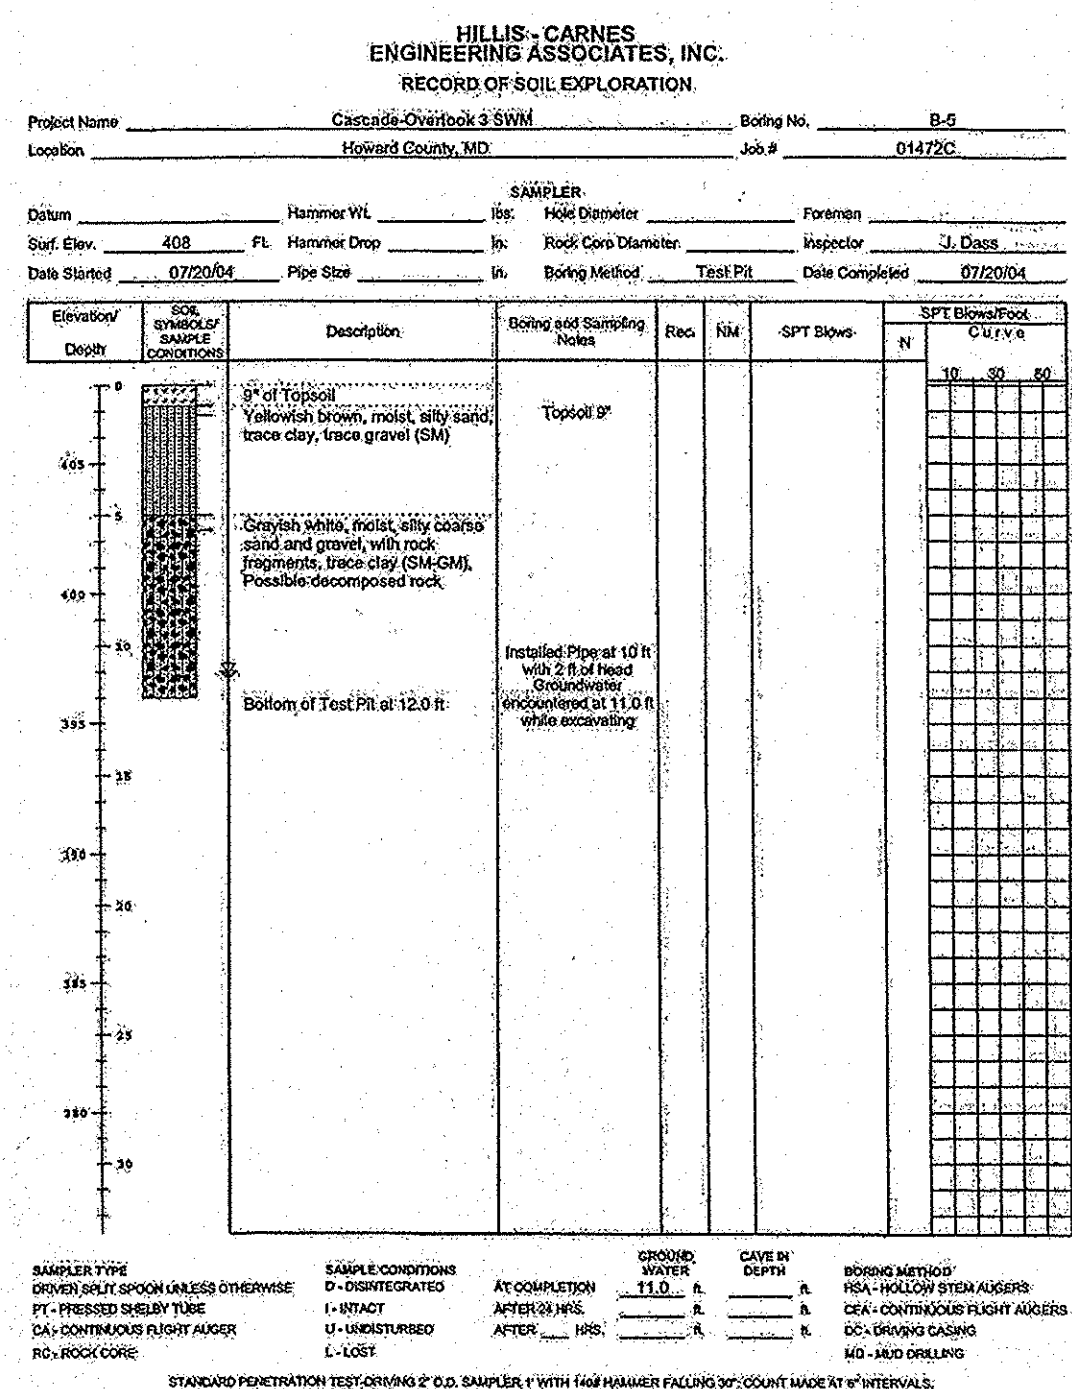 HILLIS - CARNES
ENGINEERING ASSOCIATES, INC.
RECORD OF SOIL EXPLORATION
Project Name Cascade-Overlook 3 SWM Boring No. B-5
Location Howard County, MD Job # 01472C
SAMPLER
Datum Hammer Wt. lbs. Hole Diameter Foreman
Surf. Elev. 408 Ft. Hammer Drop in. Rock Core Diameter Inspector J. Dass
Date Started 07/20/04 Pipe Size in. Boring Method Test Pit Date Completed 07/20/04
Elevation/ Depth
SOIL SYMBOLS/ SAMPLE CONDITIONS
Description
Boring and Sampling Notes
Rec. NM SPT Blows
SPT Blows/Foot
N Curve
10 30 50
0
9" of Topsoil
Yellowish brown, moist, silty sand,
trace clay, trace gravel (SM)
Topsoil 9"
405
5
Grayish white, moist, silty coarse
sand and gravel, with rock
fragments, trace clay (SM-GM),
Possible decomposed rock
400
10
Installed Pipe at 10 ft
with 2 ft of head
Groundwater
encountered at 11.0 ft
while excavating
Bottom of Test Pit at 12.0 ft
395
15
390
20
385
25
380
30
SAMPLER TYPE
DRIVEN SPLIT SPOON UNLESS OTHERWISE
PT - PRESSED SHELBY TUBE
CA - CONTINUOUS FLIGHT AUGER
RC - ROCK CORE
SAMPLE CONDITIONS
D - DISINTEGRATED
I - INTACT
U - UNDISTURBED
L - LOST
GROUND WATER
CAVE IN DEPTH
AT COMPLETION 11.0 ft. ft.
AFTER 24 HRS. ft. ft.
AFTER HRS. ft. ft.
BORING METHOD
HSA - HOLLOW STEM AUGERS
CFA - CONTINUOUS FLIGHT AUGERS
DC - DRIVING CASING
MD - MUD DRILLING
STANDARD PENETRATION TEST-DRIVING 2" O.D. SAMPLER 1' WITH 140# HAMMER FALLING 30"; COUNT MADE AT 6" INTERVALS.